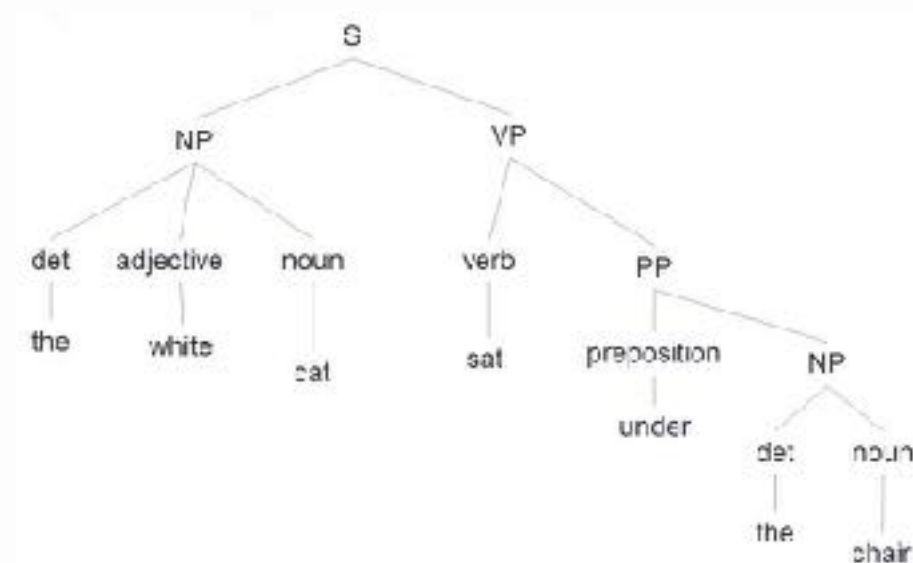 S
NP VP
det adjective noun verb PP
the white cat sat preposition NP
under
det noun
the chair